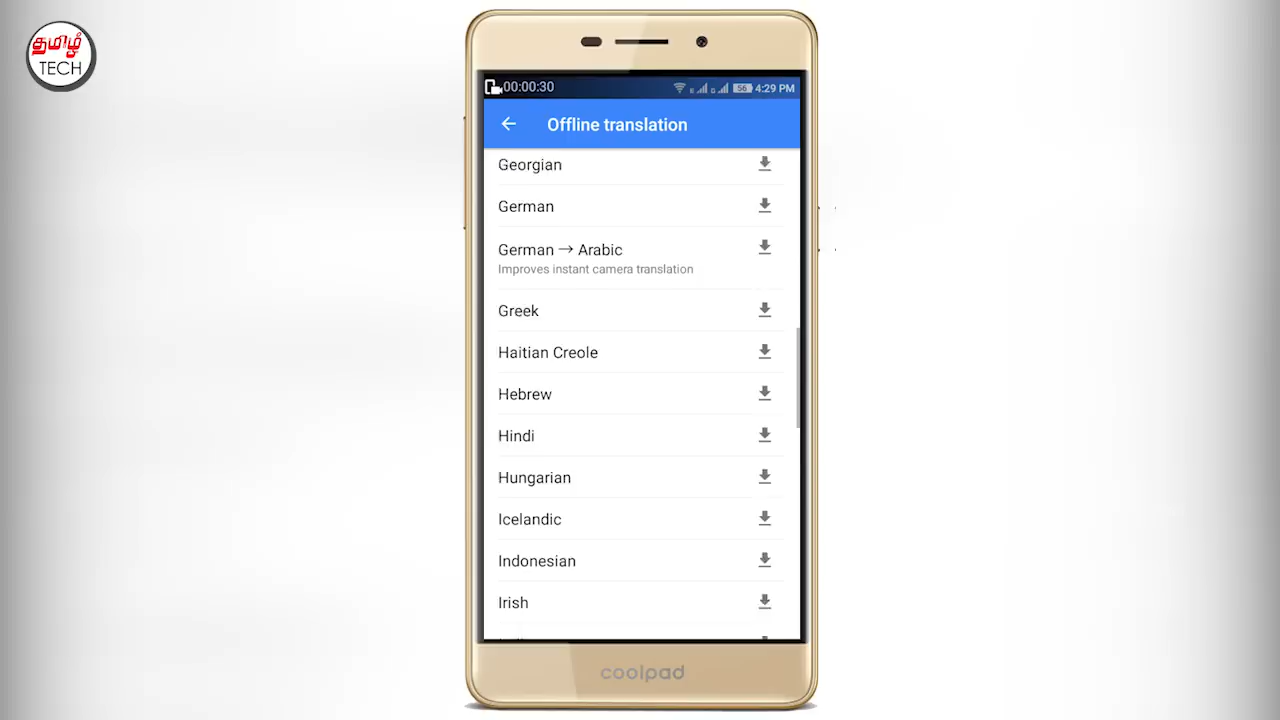 தமிழ்
TECH
00:00:30
56 4:29 PM
Offline translation
Georgian
German
German → Arabic
Improves instant camera translation
Greek
Haitian Creole
Hebrew
Hindi
Hungarian
Icelandic
Indonesian
Irish
coolpad